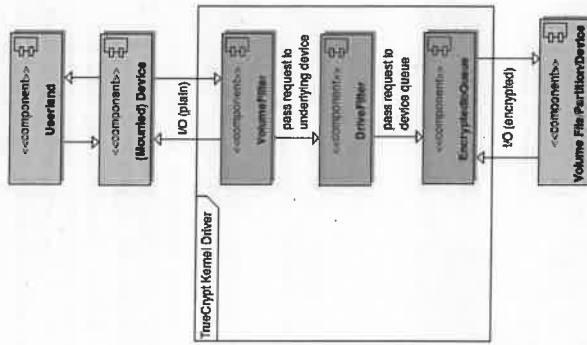 <<component>>
Userland
<<component>>
(Mounted) Device
I/O (plain)
TrueCrypt Kernel Driver
<<component>>
VolumeFilter
pass request to
underlying device
<<component>>
DriveFilter
pass request to
device queue
<<component>>
EncryptedIoQueue
I/O (encrypted)
<<component>>
Volume File/Partition/Device